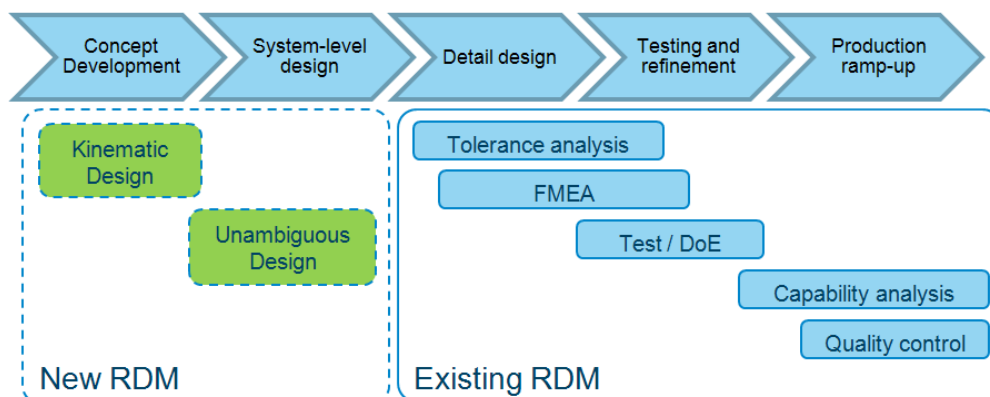 Concept
Development
System-level
design
Detail design
Testing and
refinement
Production
ramp-up
Kinematic
Design
Unambiguous
Design
New RDM
Tolerance analysis
FMEA
Test / DoE
Capability analysis
Quality control
Existing RDM